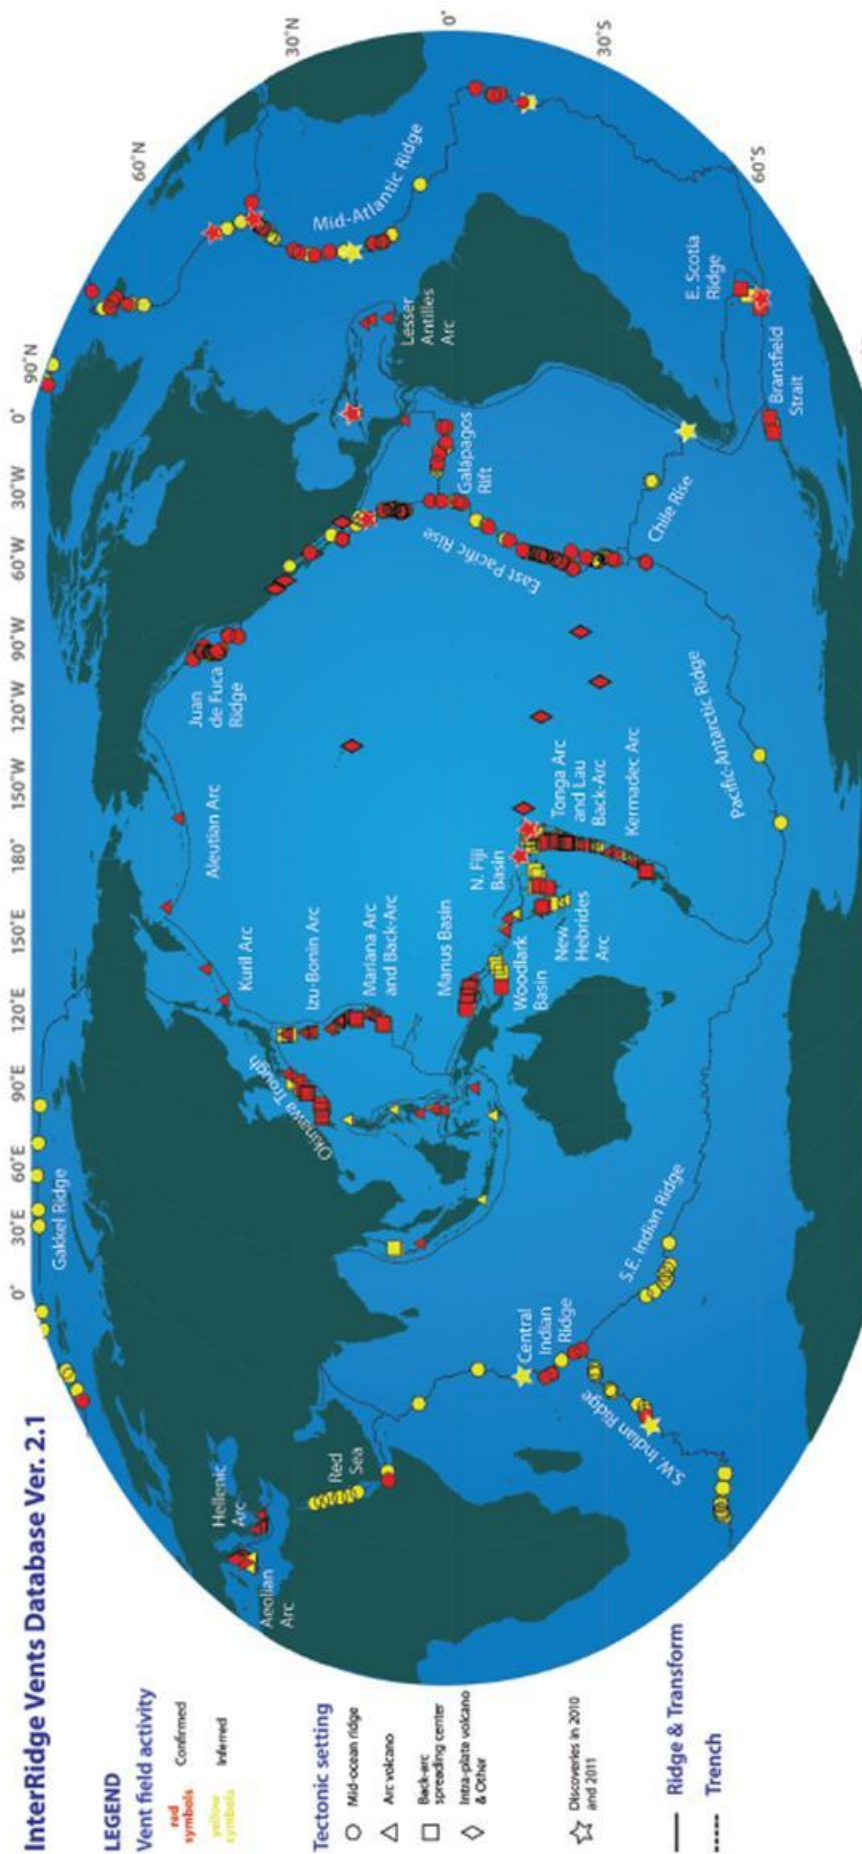 InterRidge Vents Database Ver. 2.1
LEGEND
Vent field activity
red
symbols
Confirmed
yellow
symbols
Inferred
Tectonic setting
Mid-ocean ridge
Arc volcano
Back-arc
spreading center
Intra-plate volcano
& Other
Discoveries in 2010
and 2011
Ridge & Transform
Trench
0°
30°E
60°E
90°E
120°E
150°E
180°
150°W
120°W
90°W
60°W
30°W
0°
90°N
60°N
30°N
0°
30°S
60°S
Gakkel Ridge
Hellenic
Arc
Aeolian
Arc
Red
Sea
Central
Indian
Ridge
S.W. Indian Ridge
S.E. Indian Ridge
Okinawa Trough
Kuril Arc
Izu-Bonin Arc
Mariana Arc
and Back-Arc
Manus Basin
Woodlark
Basin
New
Hebrides
Arc
N. Fiji
Basin
Aleutian Arc
Tonga Arc
and Lau
Back-Arc
Kermadec Arc
Juan
de Fuca
Ridge
Pacific-Antarctic Ridge
East Pacific Rise
Galápagos
Rift
Chile Rise
Lesser
Antilles
Arc
Mid-Atlantic Ridge
E. Scotia
Ridge
Bransfield
Strait